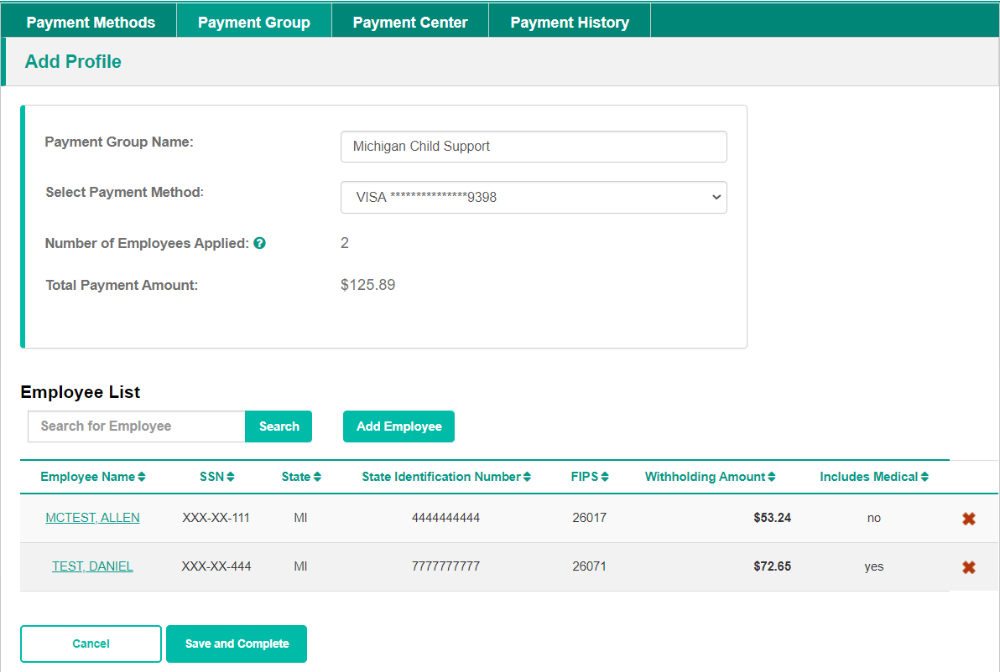 Payment Methods Payment Group Payment Center Payment History
Add Profile
Payment Group Name: Michigan Child Support
Select Payment Method: VISA ***************9398
Number of Employees Applied: ? 2
Total Payment Amount: $125.89
Employee List
Search for Employee Search Add Employee
Employee Name SSN State State Identification Number FIPS Withholding Amount Includes Medical
MCTEST, ALLEN XXX-XX-111 MI 4444444444 26017 $53.24 no
TEST, DANIEL XXX-XX-444 MI 7777777777 26071 $72.65 yes
Cancel Save and Complete